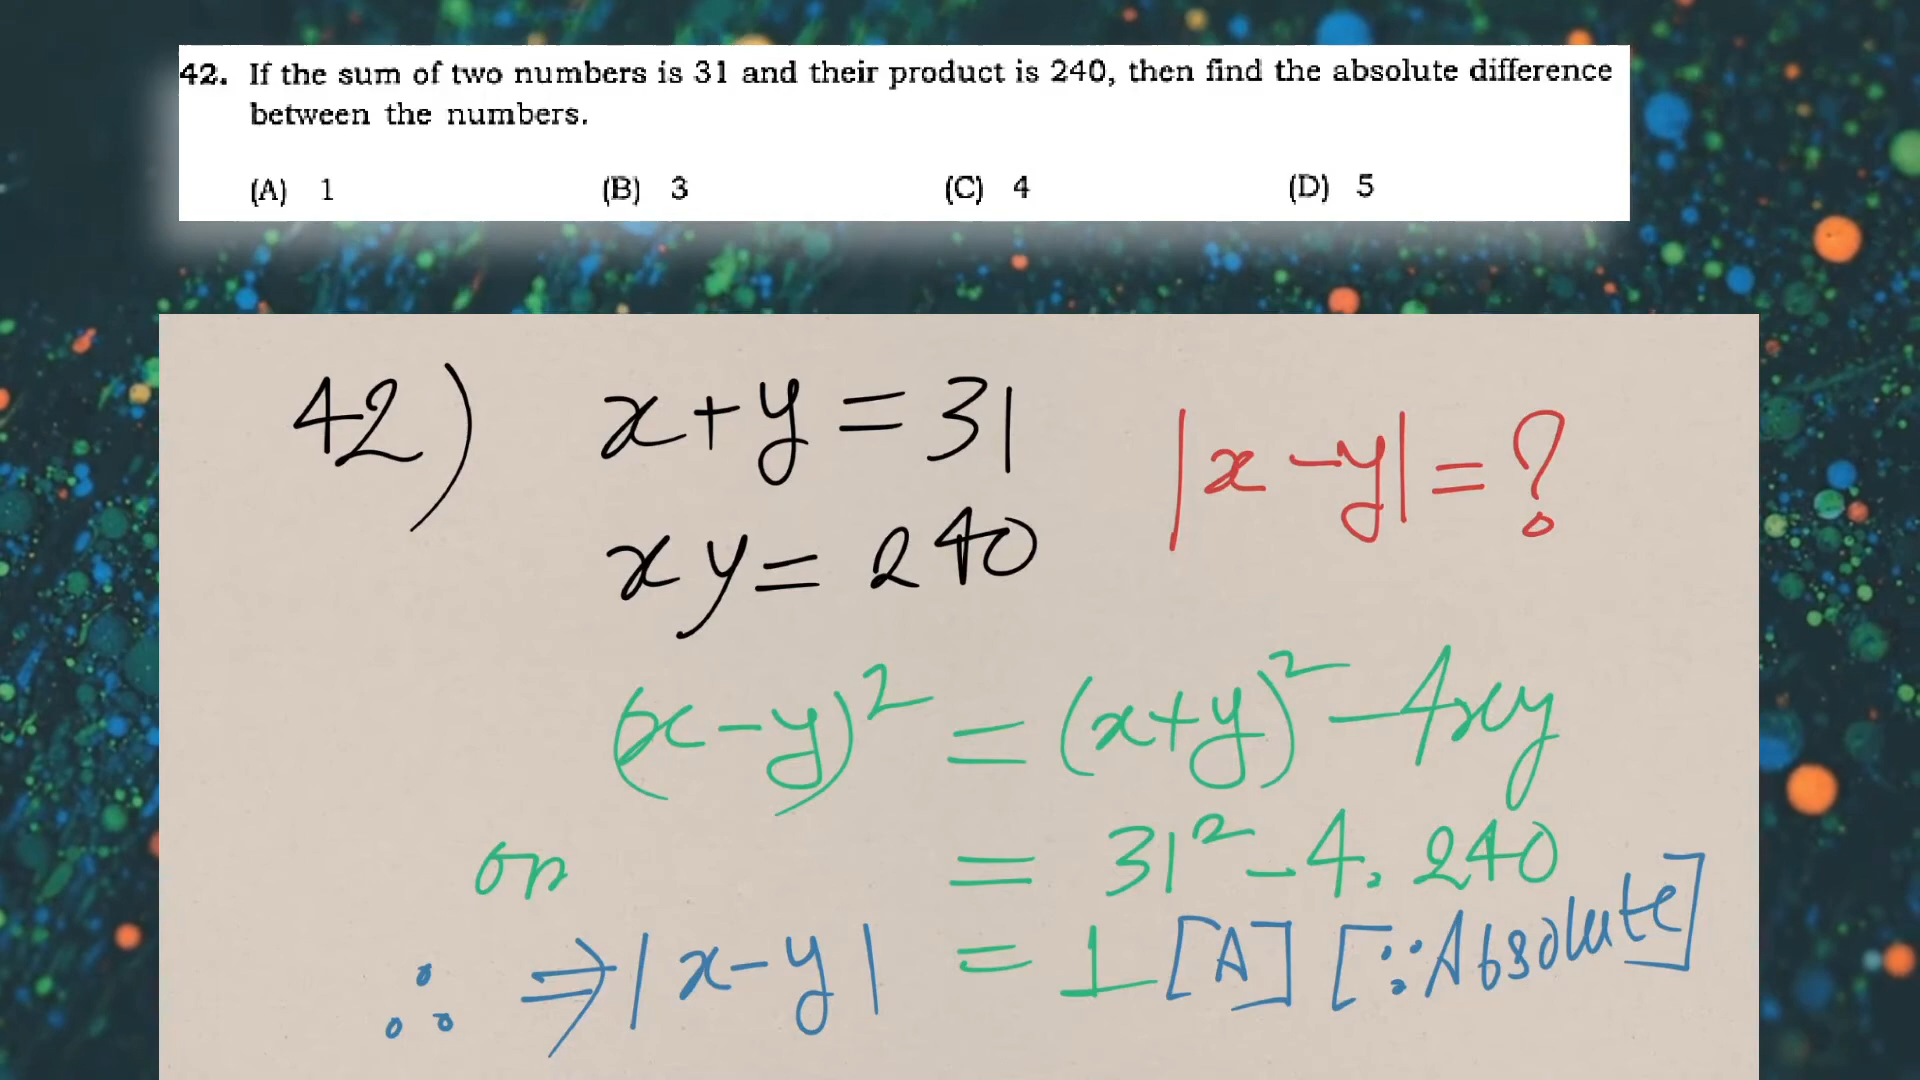 42. If the sum of two numbers is 31 and their product is 240, then find the absolute difference
between the numbers.
(A) 1 (B) 3 (C) 4 (D) 5
42) x+y=31
|x-y|=?
xy=240
(x-y)²=(x+y)²-4xy
or = 31²-4.240
∴ ⇒|x-y| = 1 [A] [∵Absolute]